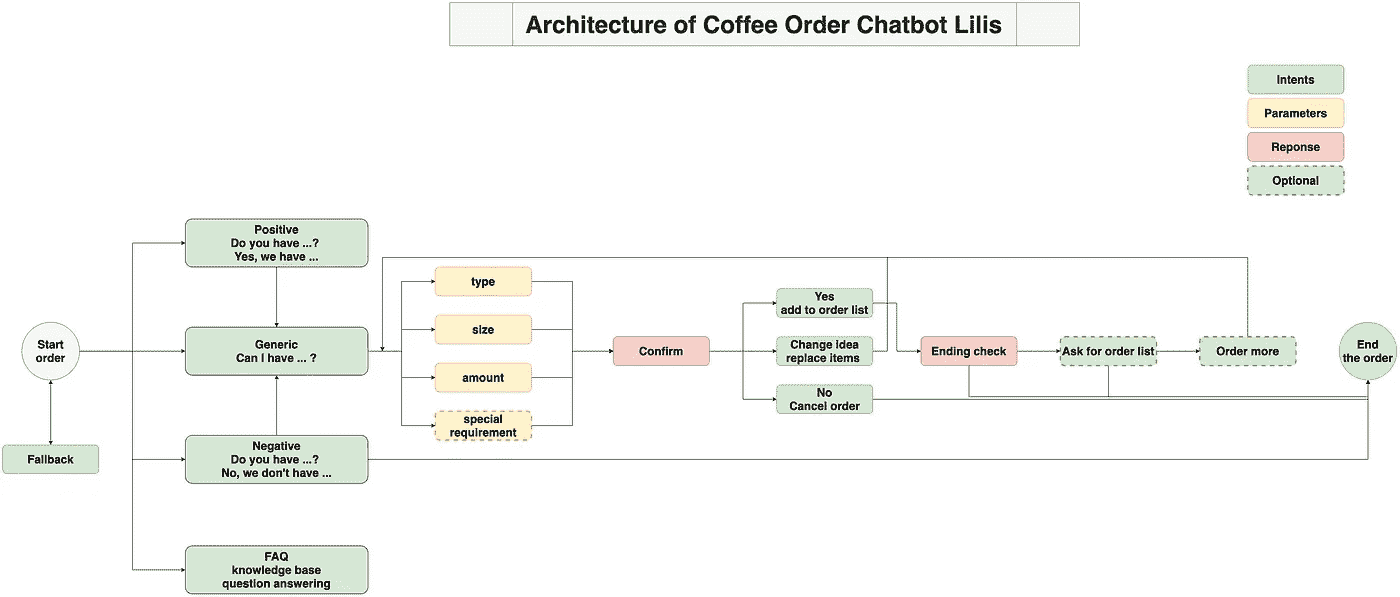 Architecture of Coffee Order Chatbot Lilis
Intents
Parameters
Reponse
Optional
Positive
Do you have ...?
Yes, we have ...
type
Yes
add to order list
Start
order
Generic
Can I have ... ?
size
Confirm
Change idea
replace items
Ending check
Ask for order list
Order more
End
the order
amount
No
Cancel order
special
requirement
Fallback
Negative
Do you have ...?
No, we don't have ...
FAQ
knowledge base
question answering